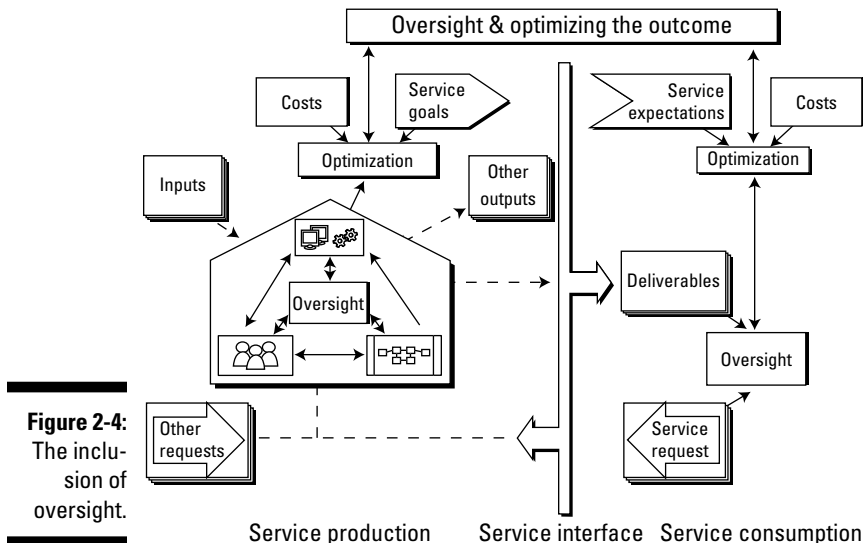 Oversight & optimizing the outcome
Costs
Service
goals
Service
expectations
Costs
Optimization
Optimization
Inputs
Other
outputs
Oversight
Deliverables
Oversight
Other
requests
Service
request
Figure 2-4:
The inclu-
sion of
oversight.
Service production
Service interface
Service consumption